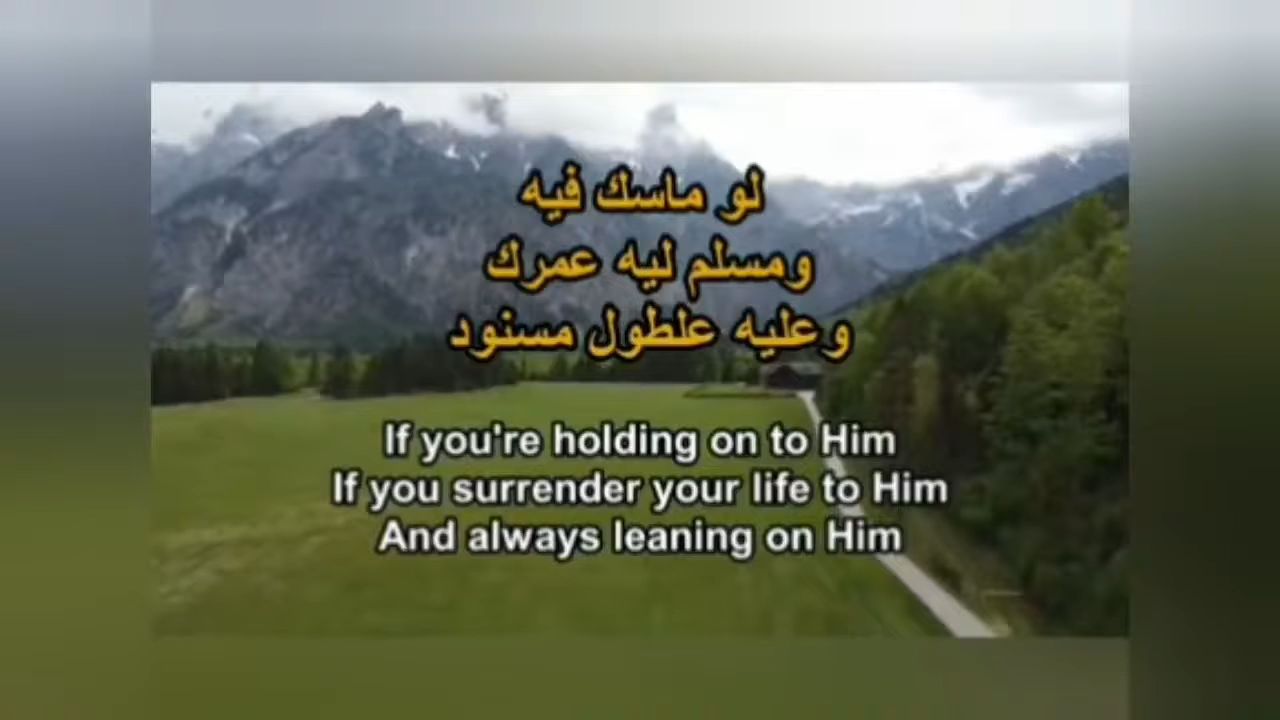 لو ماسك فيه
ومسلم ليه عمرك
وعليه علطول مسنود
If you're holding on to Him
If you surrender your life to Him
And always leaning on Him